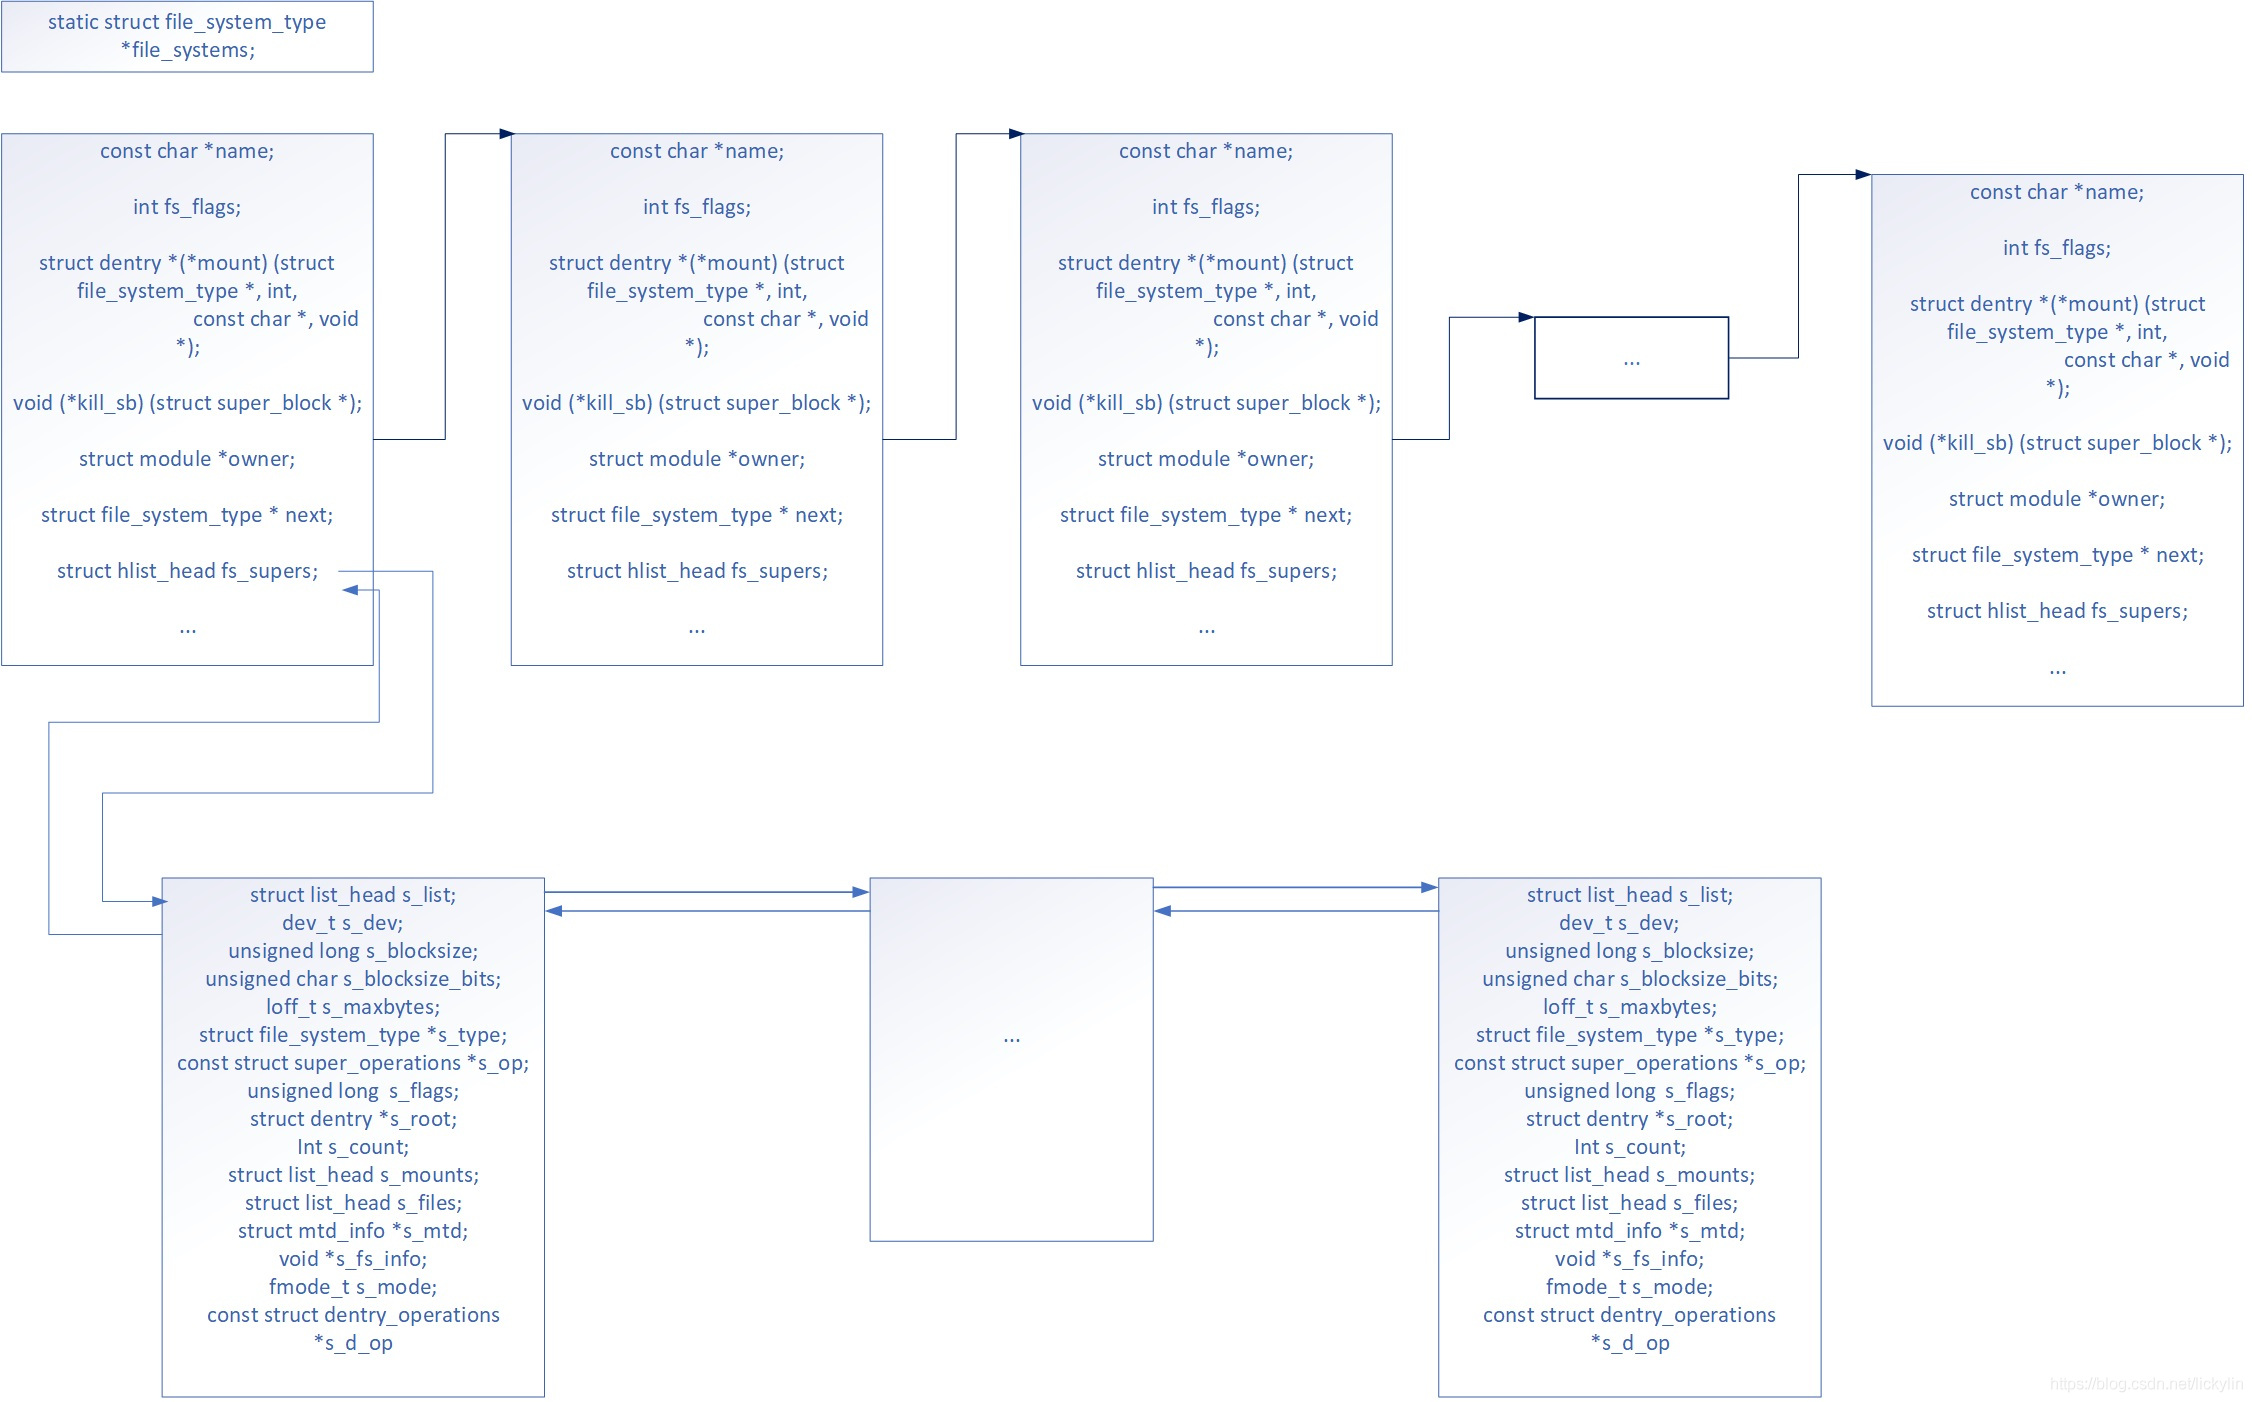 static struct file_system_type
*file_systems;
const char *name;
int fs_flags;
struct dentry *(*mount) (struct
file_system_type *, int,
const char *, void
*);
void (*kill_sb) (struct super_block *);
struct module *owner;
struct file_system_type * next;
struct hlist_head fs_supers;
...
const char *name;
int fs_flags;
struct dentry *(*mount) (struct
file_system_type *, int,
const char *, void
*);
void (*kill_sb) (struct super_block *);
struct module *owner;
struct file_system_type * next;
struct hlist_head fs_supers;
...
const char *name;
int fs_flags;
struct dentry *(*mount) (struct
file_system_type *, int,
const char *, void
*);
void (*kill_sb) (struct super_block *);
struct module *owner;
struct file_system_type * next;
struct hlist_head fs_supers;
...
...
const char *name;
int fs_flags;
struct dentry *(*mount) (struct
file_system_type *, int,
const char *, void
*);
void (*kill_sb) (struct super_block *);
struct module *owner;
struct file_system_type * next;
struct hlist_head fs_supers;
...
struct list_head s_list;
dev_t s_dev;
unsigned long s_blocksize;
unsigned char s_blocksize_bits;
loff_t s_maxbytes;
struct file_system_type *s_type;
const struct super_operations *s_op;
unsigned long  s_flags;
struct dentry *s_root;
Int s_count;
struct list_head s_mounts;
struct list_head s_files;
struct mtd_info *s_mtd;
void *s_fs_info;
fmode_t s_mode;
const struct dentry_operations
*s_d_op
...
struct list_head s_list;
dev_t s_dev;
unsigned long s_blocksize;
unsigned char s_blocksize_bits;
loff_t s_maxbytes;
struct file_system_type *s_type;
const struct super_operations *s_op;
unsigned long  s_flags;
struct dentry *s_root;
Int s_count;
struct list_head s_mounts;
struct list_head s_files;
struct mtd_info *s_mtd;
void *s_fs_info;
fmode_t s_mode;
const struct dentry_operations
*s_d_op
https://blog.csdn.net/lickylin